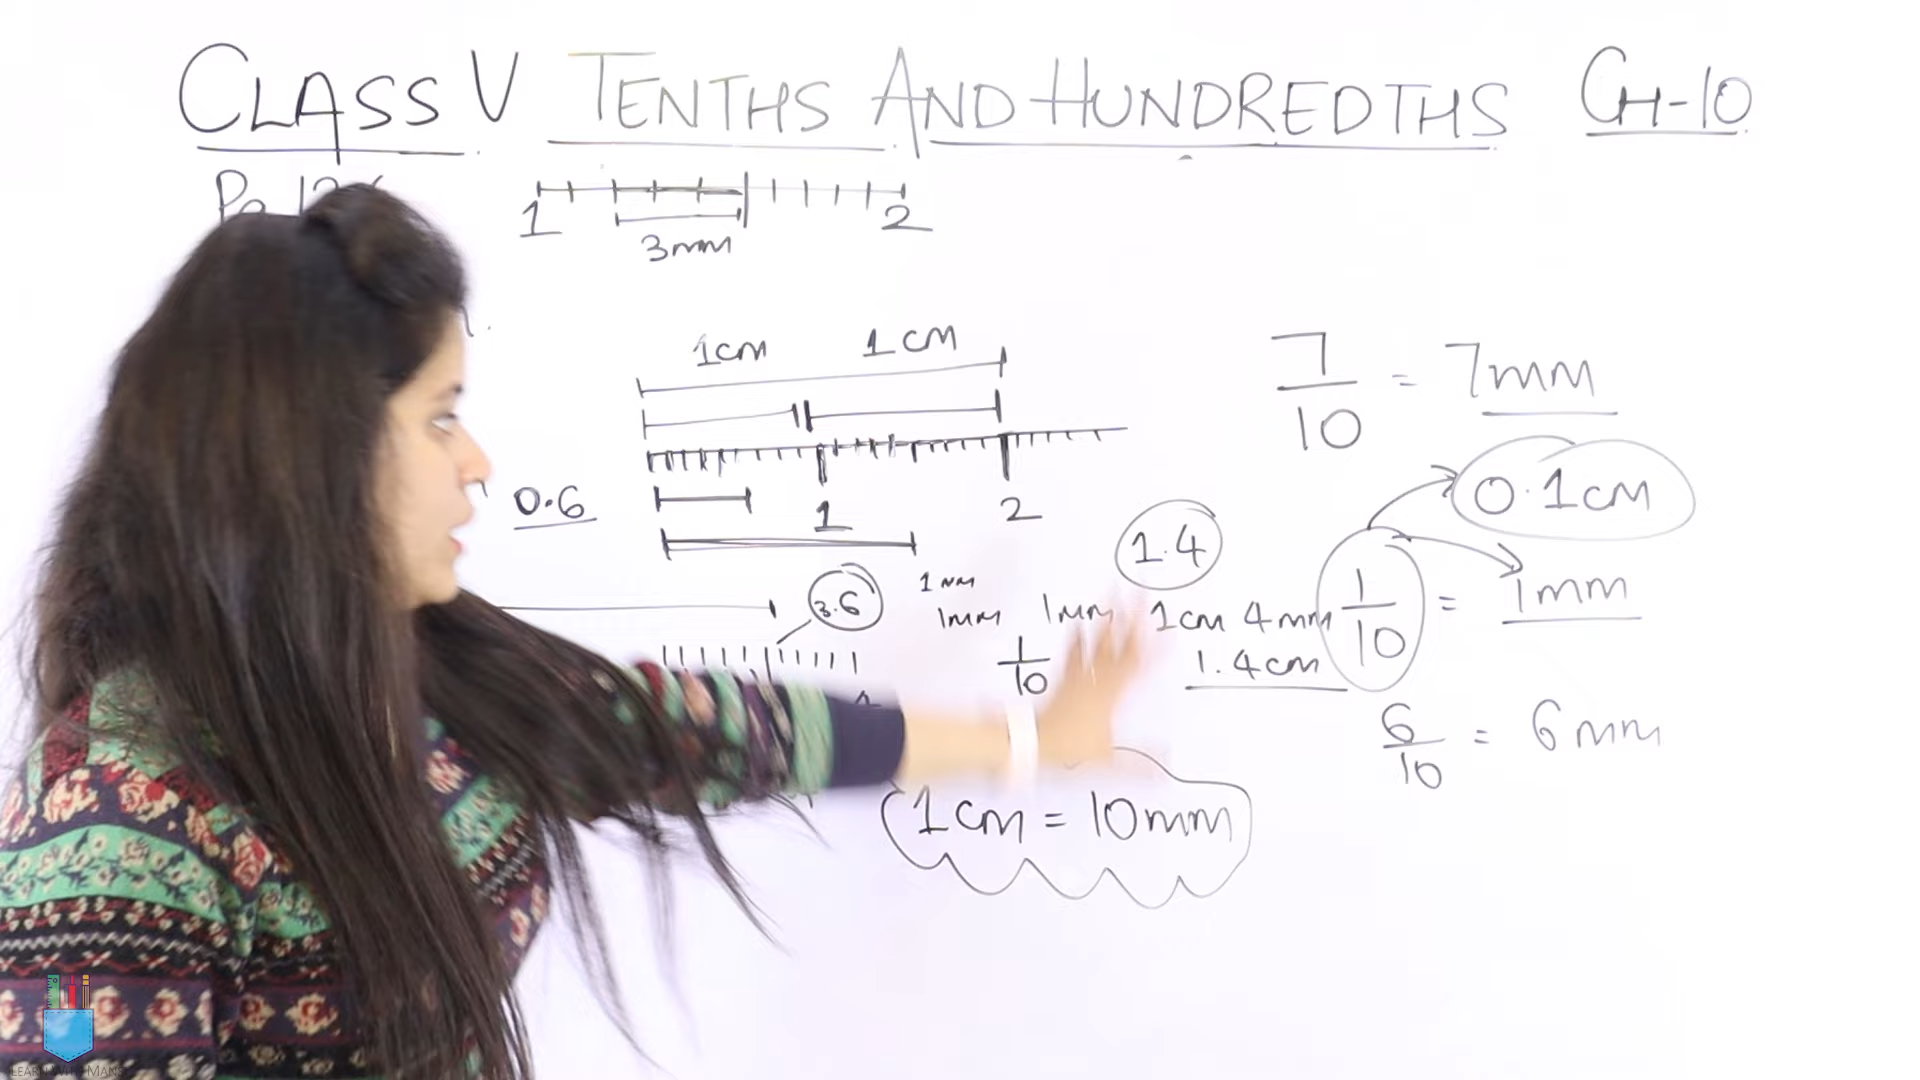 CLASS V TENTHS AND HUNDREDTHS CH-10
1 2
3mm
1cm 1cm
7/10 = 7mm
0.1cm
0.6 1 2
1.4
3.6 1mm
1mm 1mm 1cm 4mm 1/10 = 1mm
1/10 1.4cm
6/10 = 6mm
1cm = 10mm